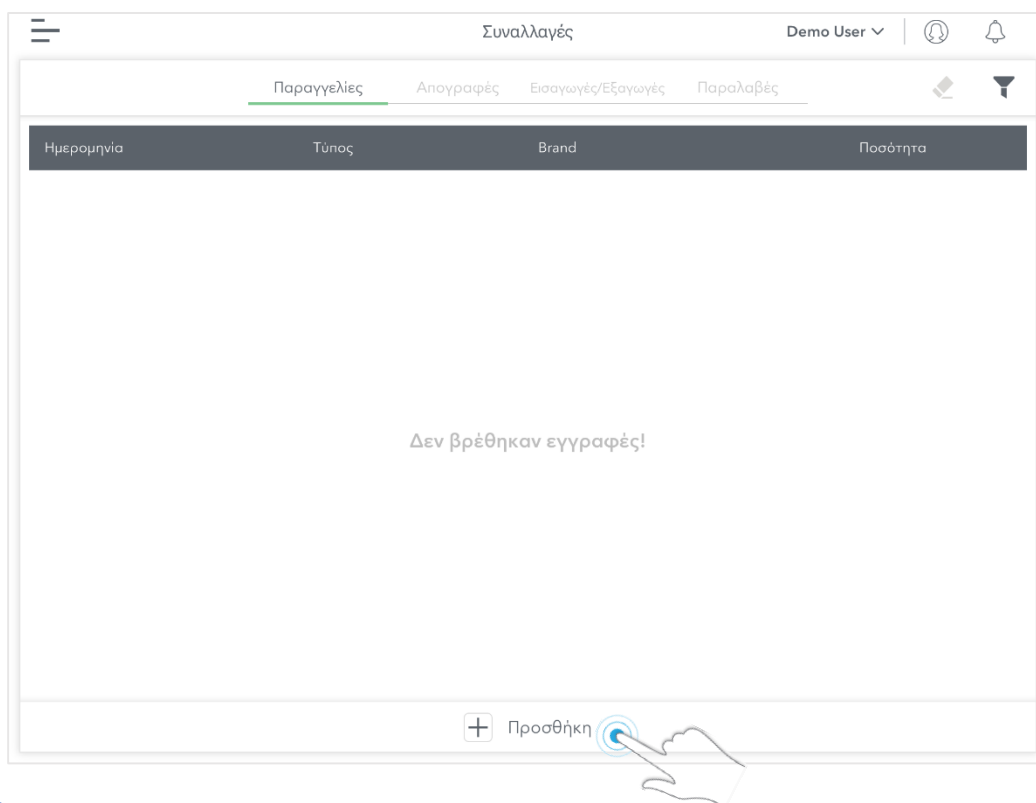 Συναλλαγές Demo User
Παραγγελίες Απογραφές Εισαγωγές/Εξαγωγές Παραλαβές
Ημερομηνία Τύπος Brand Ποσότητα
Δεν βρέθηκαν εγγραφές!
Προσθήκη